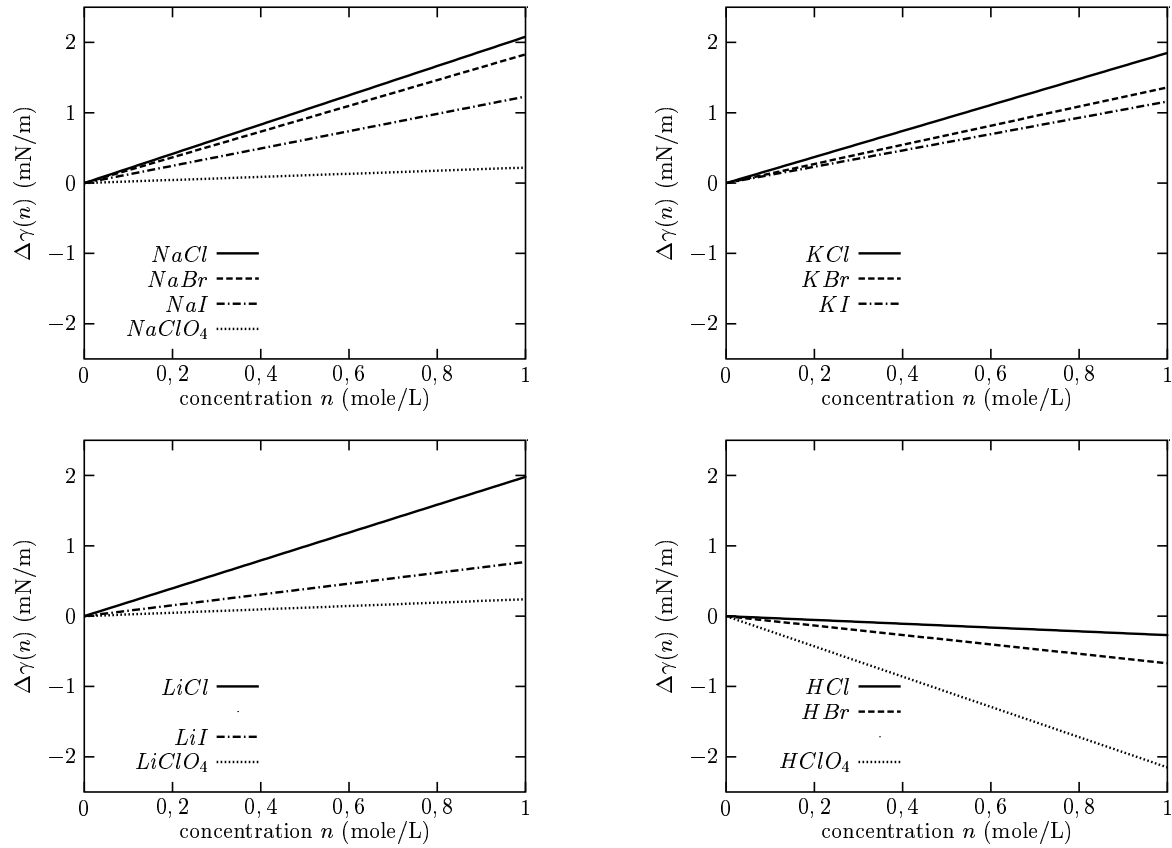 2
1
0
−1
−2
Δγ(n) (mN/m)
NaCl
NaBr
NaI
NaClO₄
0 0,2 0,4 0,6 0,8 1
concentration n (mole/L)
2
1
0
−1
−2
Δγ(n) (mN/m)
KCl
KBr
KI
0 0,2 0,4 0,6 0,8 1
concentration n (mole/L)
2
1
0
−1
−2
Δγ(n) (mN/m)
LiCl
LiI
LiClO₄
0 0,2 0,4 0,6 0,8 1
concentration n (mole/L)
2
1
0
−1
−2
Δγ(n) (mN/m)
HCl
HBr
HClO₄
0 0,2 0,4 0,6 0,8 1
concentration n (mole/L)